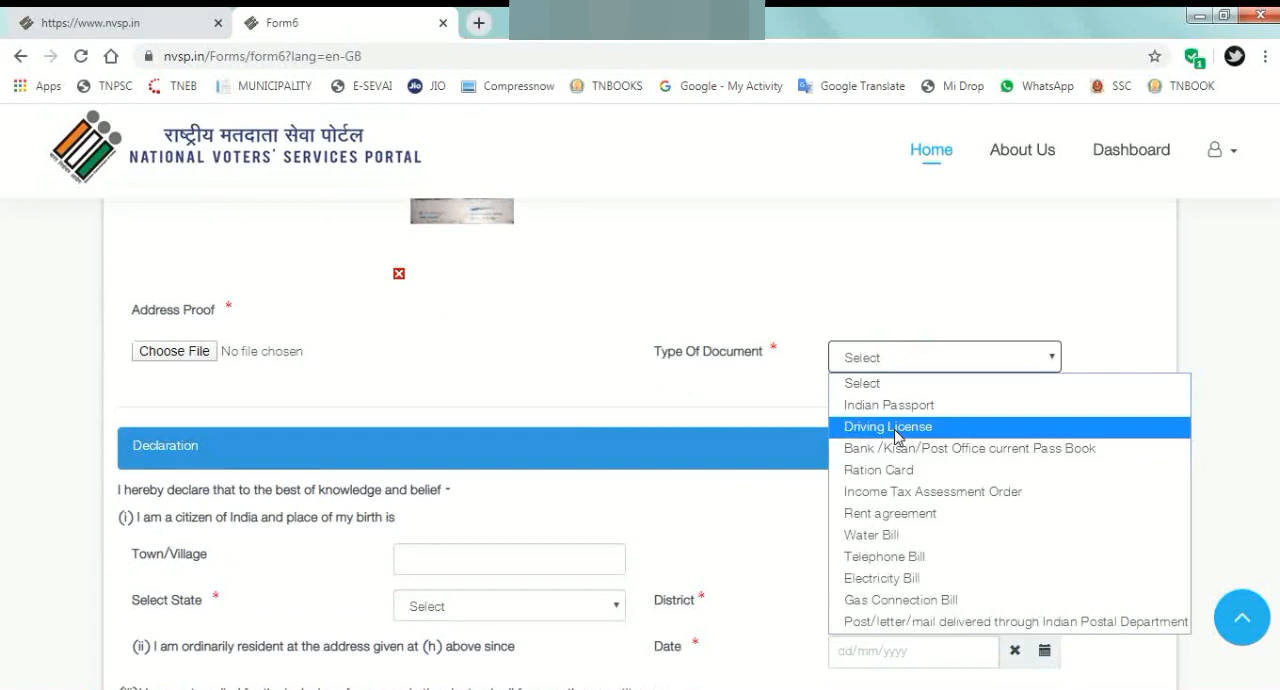 https://www.nvsp.in
Form6
nvsp.in/Forms/form6?lang=en-GB
Apps TNPSC TNEB MUNICIPALITY E-SEVAI JIO Compressnow TNBOOKS Google - My Activity Google Translate Mi Drop WhatsApp SSC TNBOOK
राष्ट्रीय मतदाता सेवा पोर्टल
NATIONAL VOTERS' SERVICES PORTAL
Home About Us Dashboard
Address Proof *
Choose File No file chosen
Type Of Document *
Select
Select
Indian Passport
Driving License
Bank /Kisan/Post Office current Pass Book
Ration Card
Income Tax Assessment Order
Rent agreement
Water Bill
Telephone Bill
Electricity Bill
Gas Connection Bill
Post/letter/mail delivered through Indian Postal Department
Declaration
I hereby declare that to the best of knowledge and belief -
(i) I am a citizen of India and place of my birth is
Town/Village
Select State * Select District *
(ii) I am ordinarily resident at the address given at (h) above since Date * dd/mm/yyyy